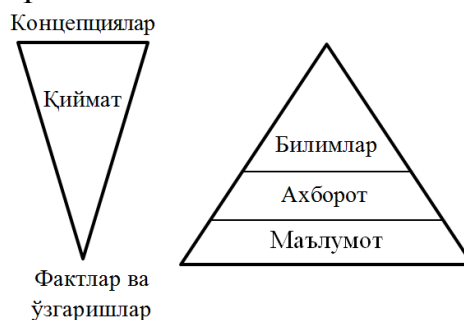 Концепциялар
Қиймат
Билимлар
Ахборот
Маълумот
Фактлар ва
ўзгаришлар